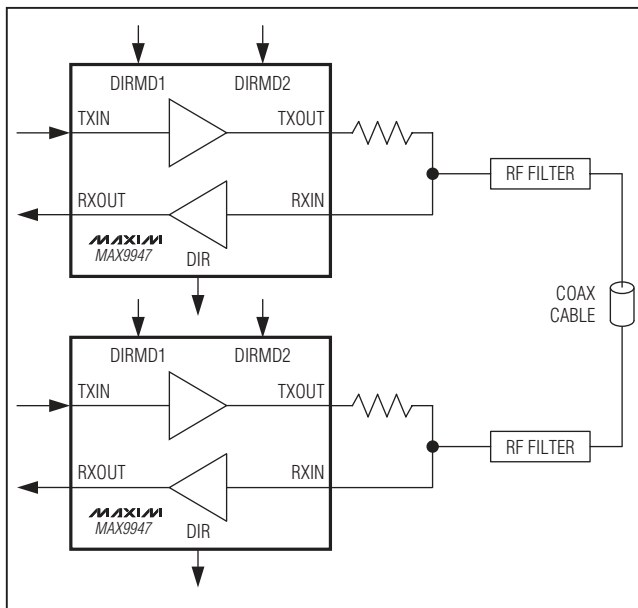 DIRMD1 DIRMD2
TXIN TXOUT
RXOUT RXIN
RF FILTER
MAXIM
MAX9947
DIR
COAX
CABLE
DIRMD1 DIRMD2
TXIN TXOUT
RXOUT RXIN
RF FILTER
MAXIM
MAX9947
DIR